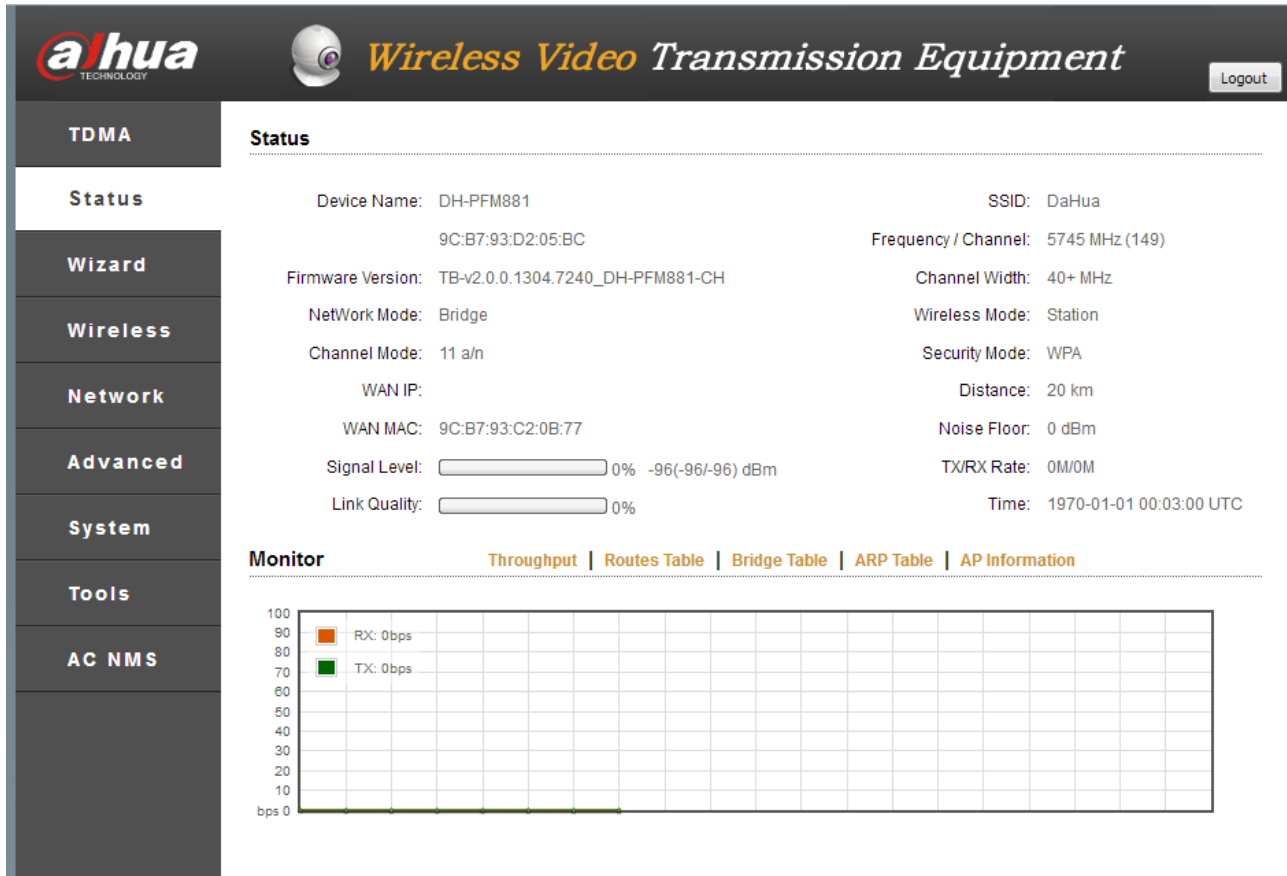 alhua
TECHNOLOGY
Wireless Video Transmission Equipment
Logout
TDMA
Status
Wizard
Wireless
Network
Advanced
System
Tools
AC NMS
Status
Device Name: DH-PFM881
SSID: DaHua
9C:B7:93:D2:05:BC
Frequency / Channel: 5745 MHz (149)
Firmware Version: TB-v2.0.0.1304.7240_DH-PFM881-CH
Channel Width: 40+ MHz
NetWork Mode: Bridge
Wireless Mode: Station
Channel Mode: 11 a/n
Security Mode: WPA
WAN IP:
Distance: 20 km
WAN MAC: 9C:B7:93:C2:0B:77
Noise Floor: 0 dBm
Signal Level: 0% -96(-96/-96) dBm
TX/RX Rate: 0M/0M
Link Quality: 0%
Time: 1970-01-01 00:03:00 UTC
Monitor
Throughput | Routes Table | Bridge Table | ARP Table | AP Information
100
90
80
70
60
50
40
30
20
10
bps 0
RX: 0bps
TX: 0bps